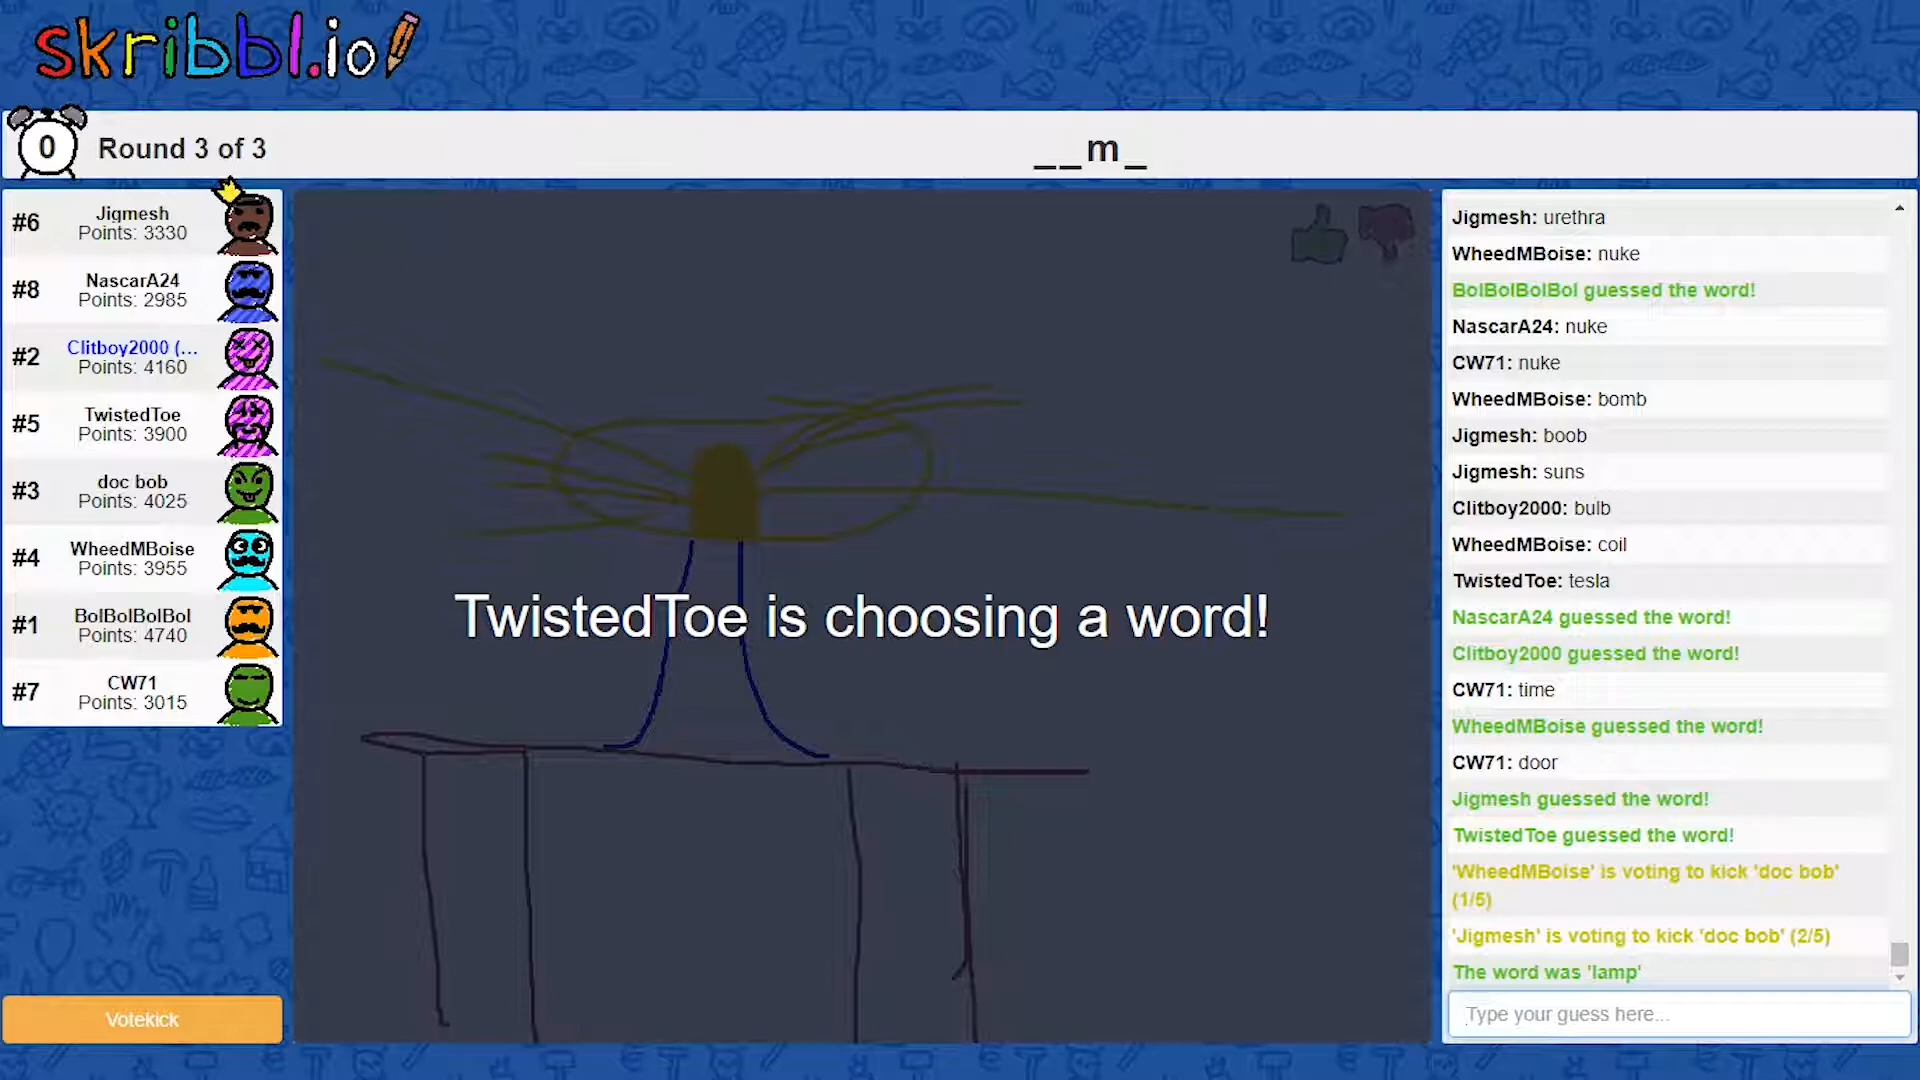 skribbl.io
0
Round 3 of 3
__m_
#6
Jigmesh
Points: 3330
#8
NascarA24
Points: 2985
#2
Clitboy2000 (...
Points: 4160
#5
TwistedToe
Points: 3900
#3
doc bob
Points: 4025
#4
WheedMBoise
Points: 3955
#1
BolBolBolBol
Points: 4740
#7
CW71
Points: 3015
Votekick
TwistedToe is choosing a word!
Jigmesh: urethra
WheedMBoise: nuke
BolBolBolBol guessed the word!
NascarA24: nuke
CW71: nuke
WheedMBoise: bomb
Jigmesh: boob
Jigmesh: suns
Clitboy2000: bulb
WheedMBoise: coil
TwistedToe: tesla
NascarA24 guessed the word!
Clitboy2000 guessed the word!
CW71: time
WheedMBoise guessed the word!
CW71: door
Jigmesh guessed the word!
TwistedToe guessed the word!
'WheedMBoise' is voting to kick 'doc bob'
(1/5)
'Jigmesh' is voting to kick 'doc bob' (2/5)
The word was 'lamp'
Type your guess here...